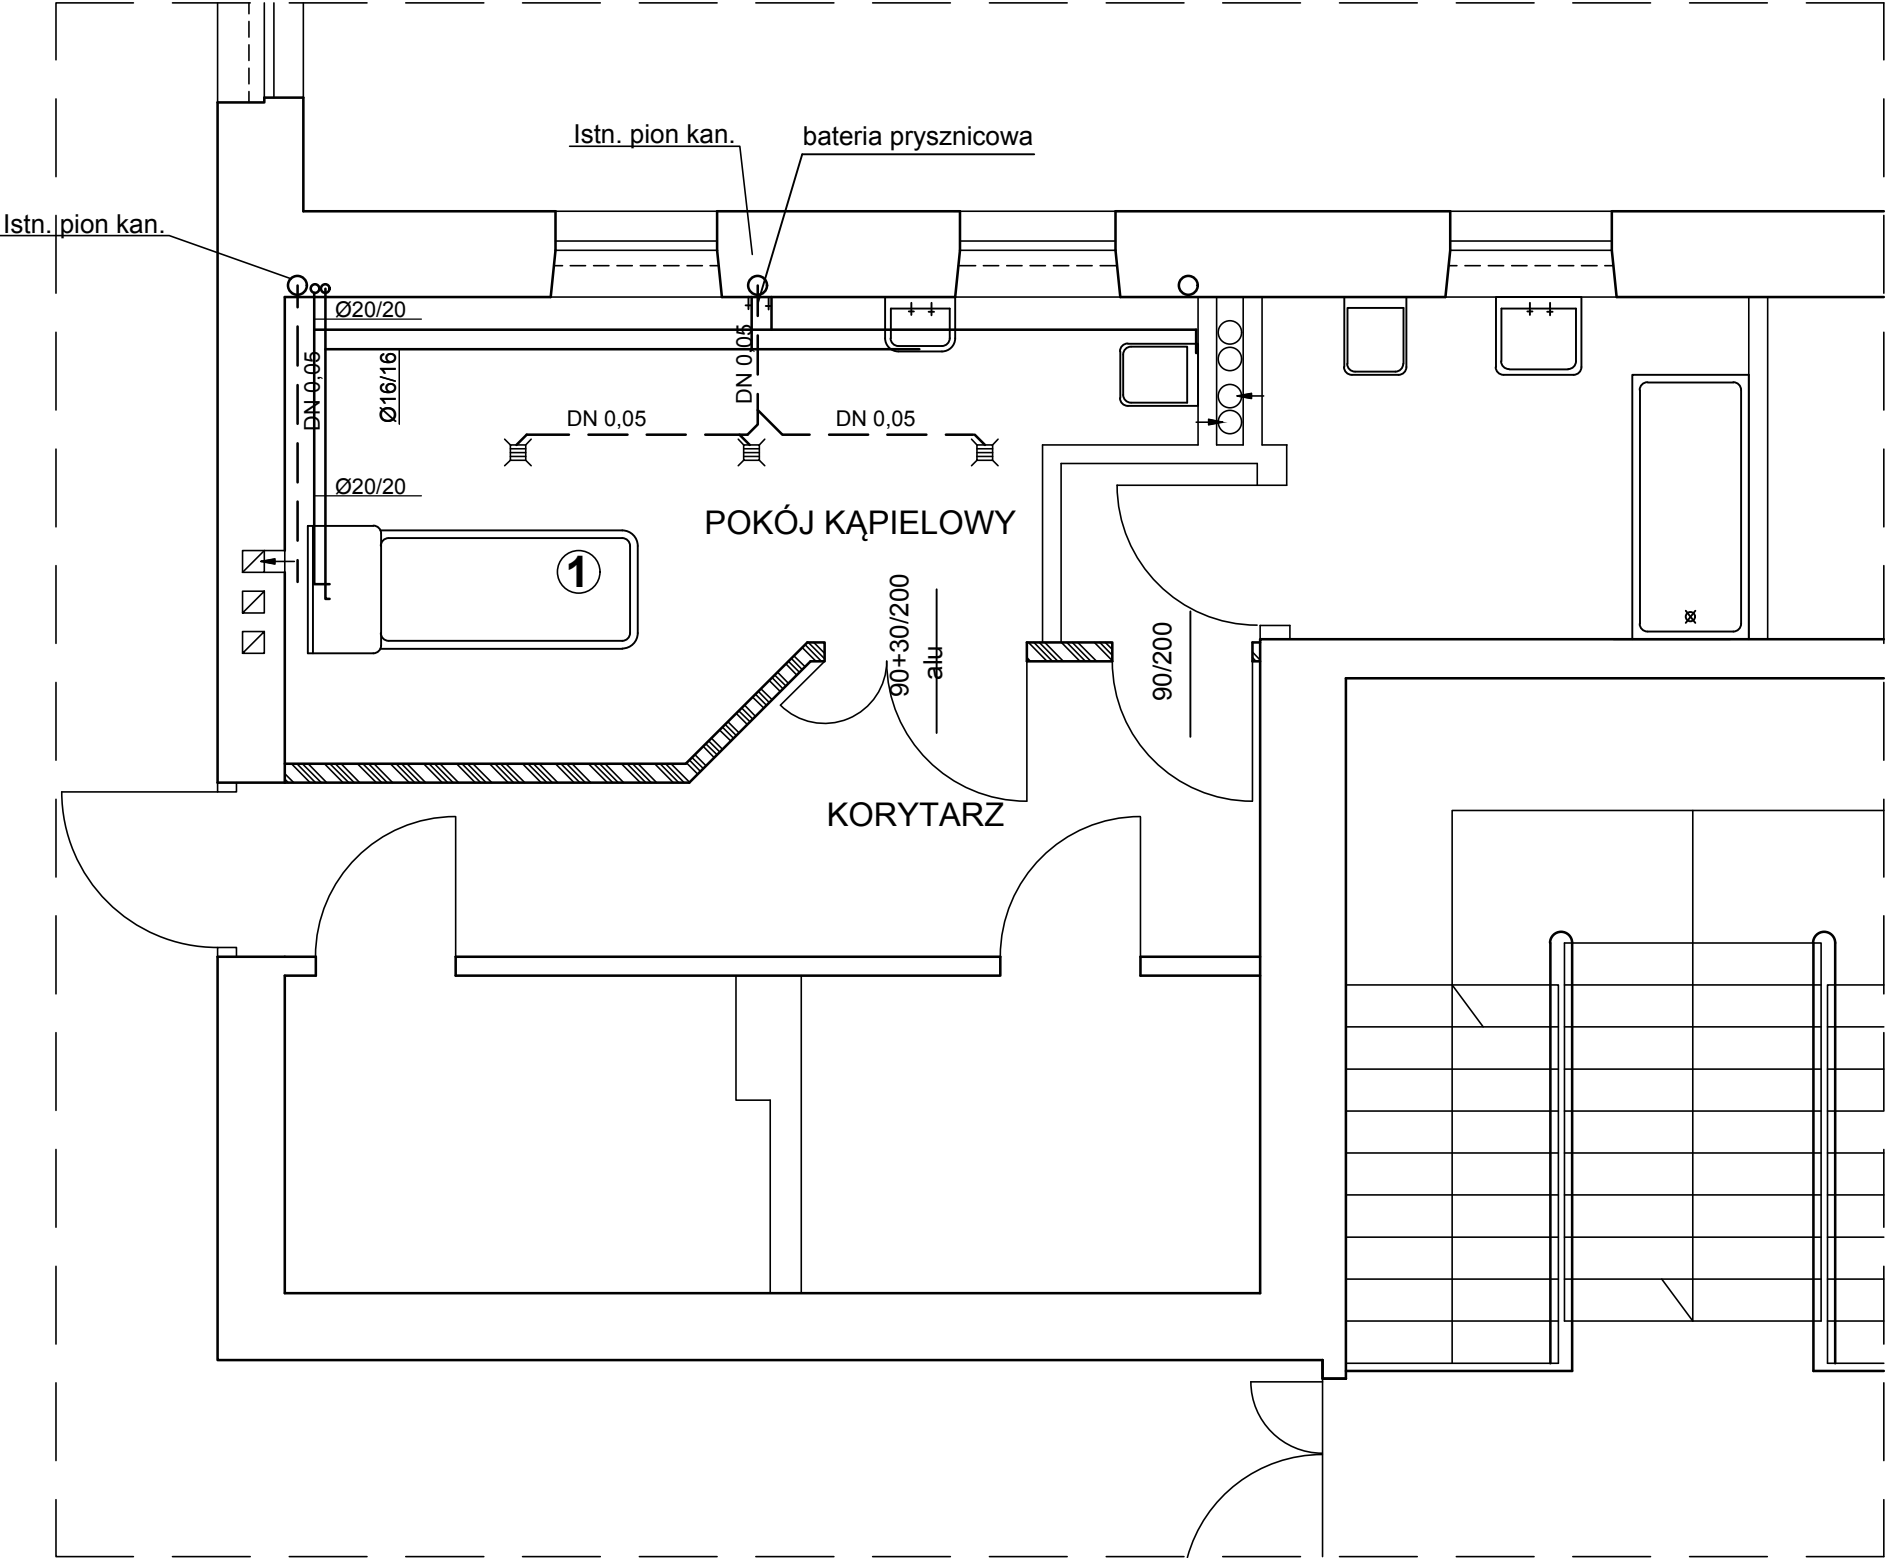 Istn. pion kan.
bateria prysznicowa
Istn. pion kan.
Ø20/20
DN 0,05
Ø16/16
DN 0,05
DN 0,05
DN 0,05
Ø20/20
POKÓJ KĄPIELOWY
1
90+30/200
alu
90/200
KORYTARZ